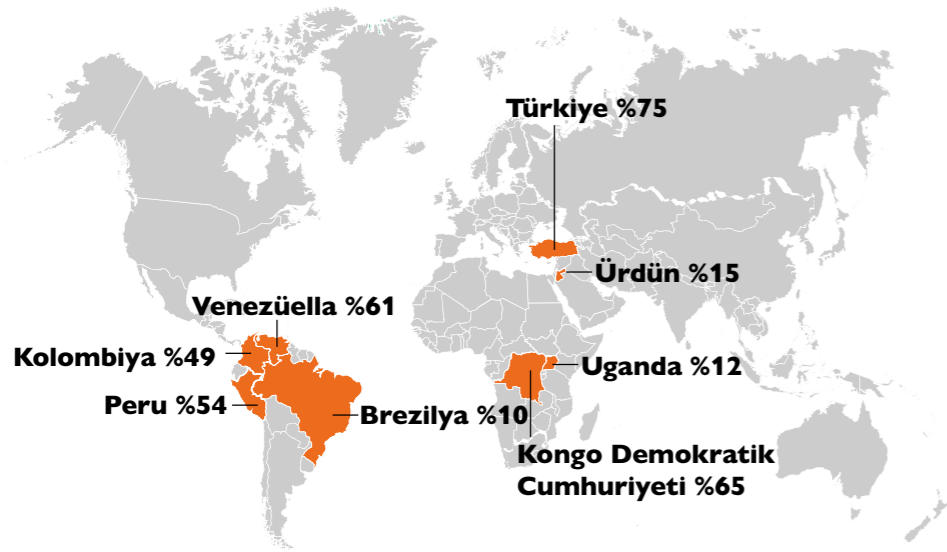 Türkiye %75
Ürdün %15
Venezüella %61
Kolombiya %49
Uganda %12
Peru %54
Brezilya %10
Kongo Demokratik
Cumhuriyeti %65